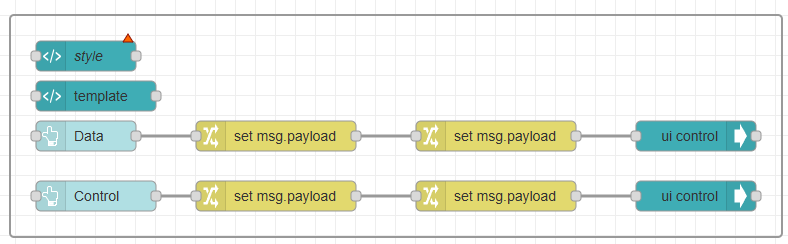 style
template
Data set msg.payload set msg.payload ui control
Control set msg.payload set msg.payload ui control